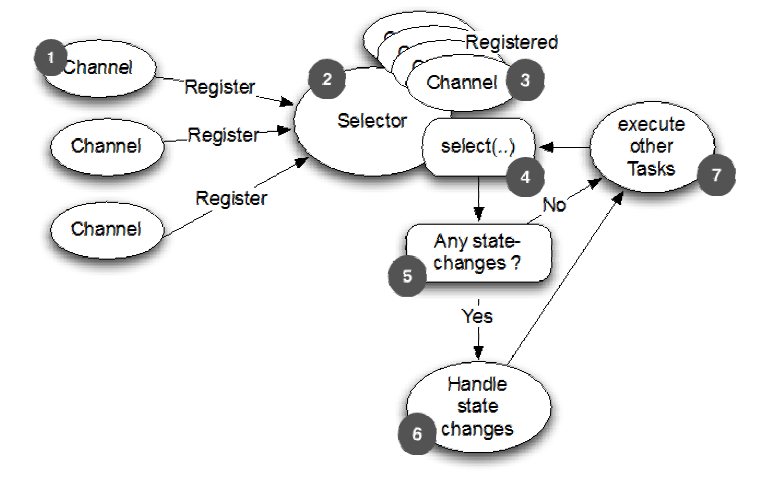 1
Channel
Register
Channel
Register
Channel
Register
2
Selector
Registered
Channel
3
select(..)
4
execute
other
Tasks
7
No
Any state-
changes ?
5
Yes
Handle
state
changes
6